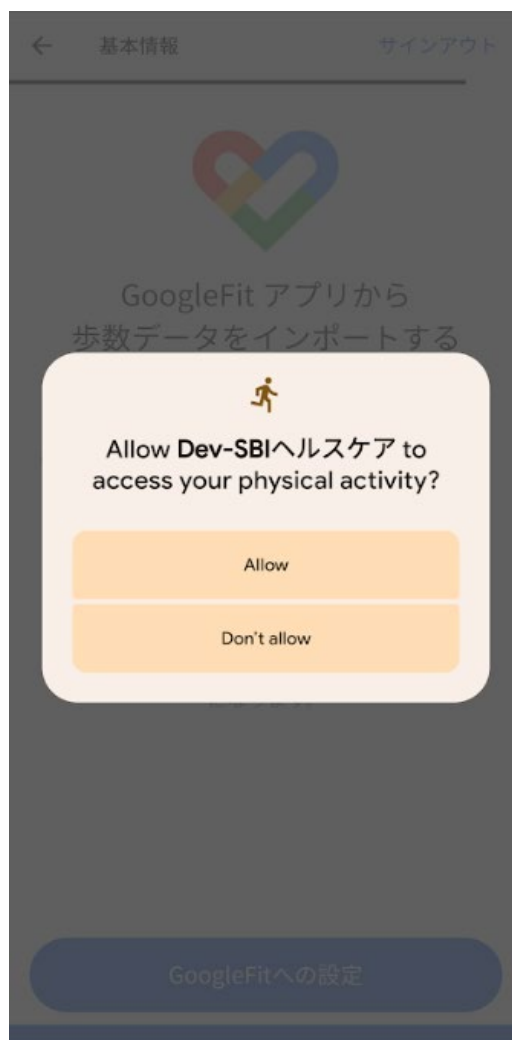 基本情報
サインアウト
GoogleFit アプリから
歩数データをインポートする
Allow Dev-SBIヘルスケア to
access your physical activity?
Allow
Don't allow
GoogleFitへの設定